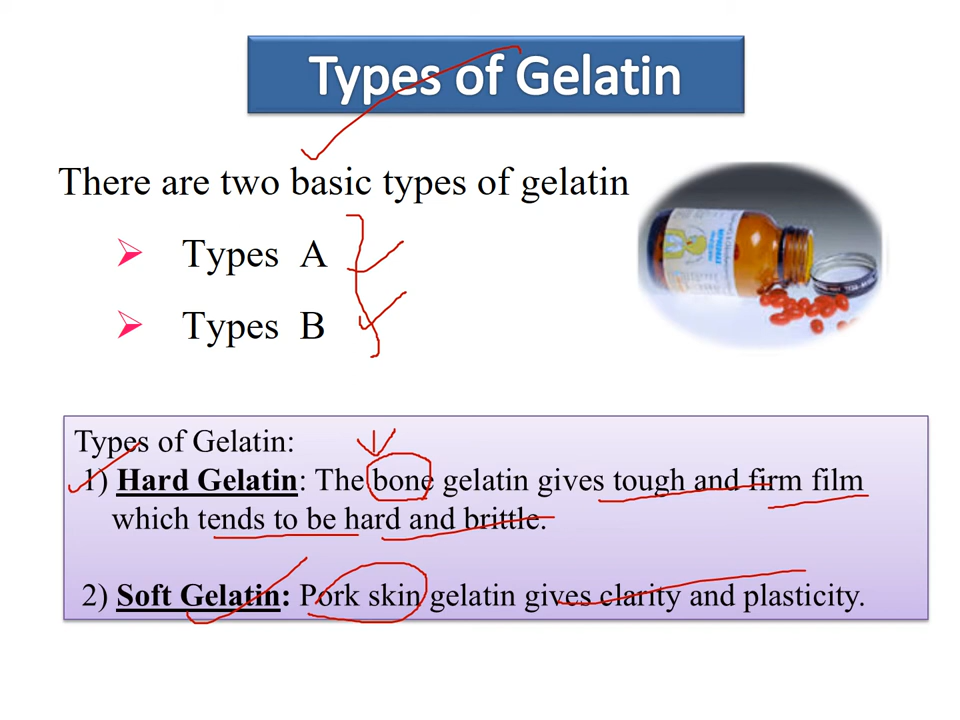 Types of Gelatin
There are two basic types of gelatin
Types A
Types B
Types of Gelatin:
1) Hard Gelatin: The bone gelatin gives tough and firm film
which tends to be hard and brittle.
2) Soft Gelatin: Pork skin gelatin gives clarity and plasticity.